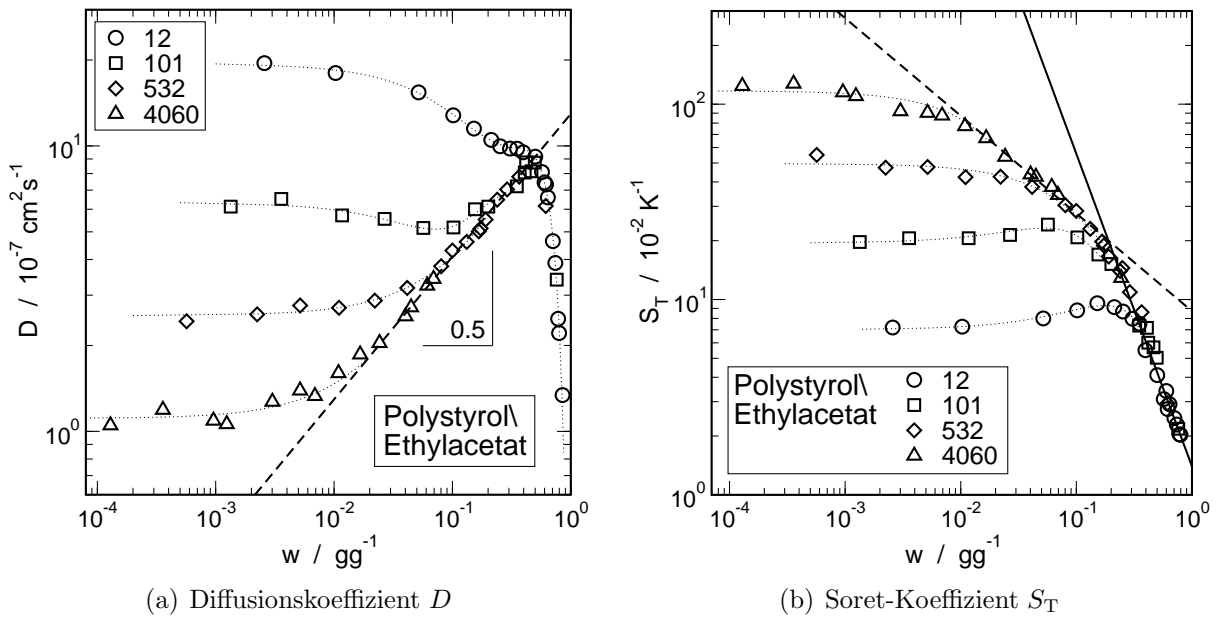 12
101
532
4060
10¹
10⁰
D / 10⁻⁷ cm²s⁻¹
0.5
Polystyrol\
Ethylacetat
10⁻⁴ 10⁻³ 10⁻² 10⁻¹ 10⁰
w / gg⁻¹
(a) Diffusionskoeffizient D
10²
10¹
10⁰
S_T / 10⁻² K⁻¹
Polystyrol\
Ethylacetat
12
101
532
4060
10⁻⁴ 10⁻³ 10⁻² 10⁻¹ 10⁰
w / gg⁻¹
(b) Soret-Koeffizient S_T